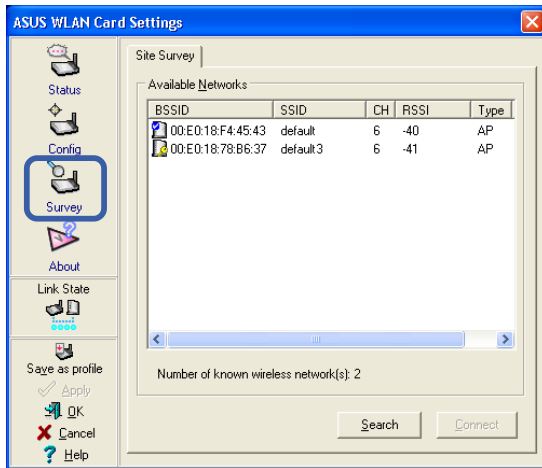 ASUS WLAN Card Settings
Status
Config
Survey
About
Link State
Save as profile
Apply
OK
Cancel
Help
Site Survey
Available Networks
BSSID SSID CH RSSI Type
00:E0:18:F4:45:43 default 6 -40 AP
00:E0:18:78:B6:37 default3 6 -41 AP
Number of known wireless network(s): 2
Search Connect